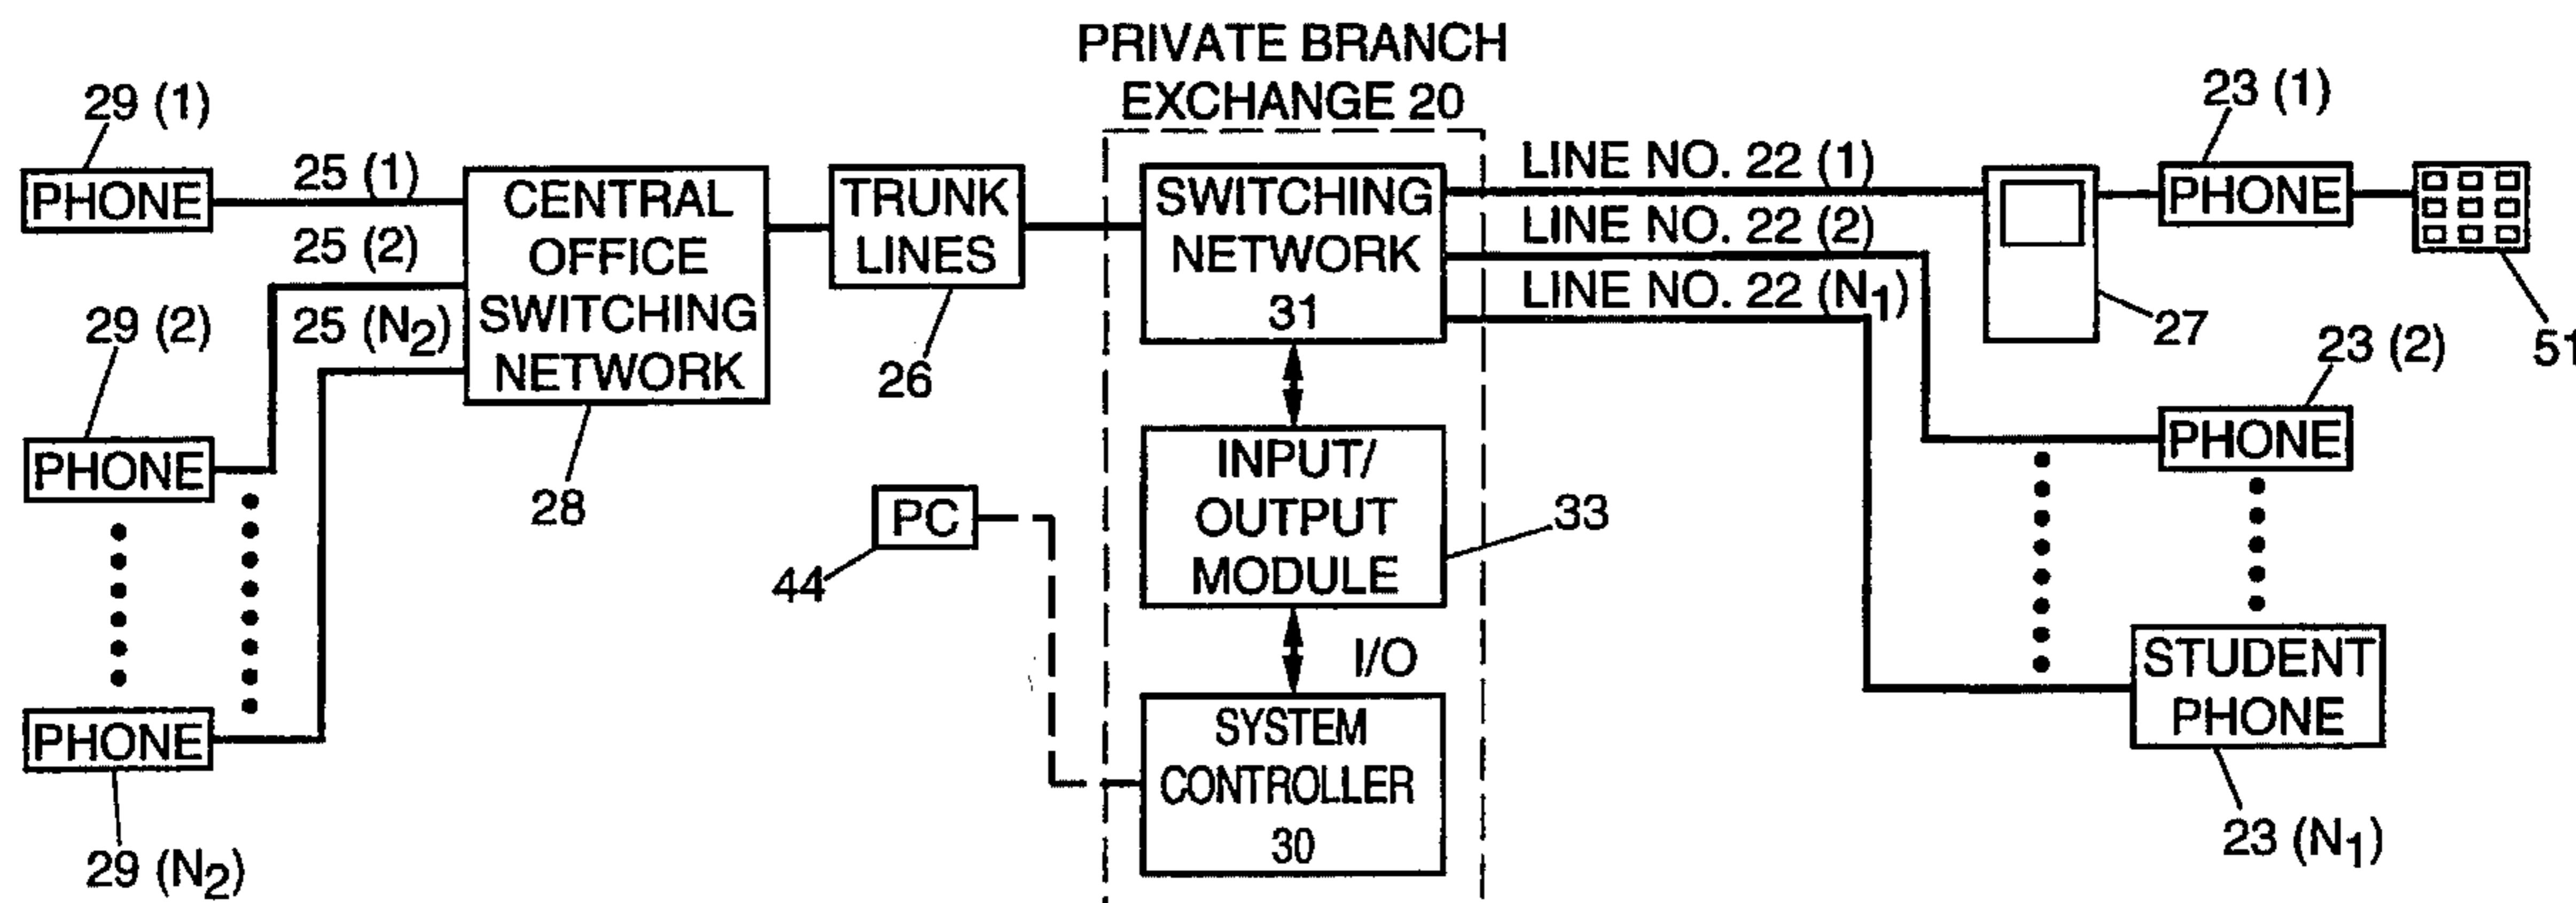 PRIVATE BRANCH
EXCHANGE 20
29 (1)
23 (1)
PHONE
25 (1)
CENTRAL
OFFICE
SWITCHING
NETWORK
TRUNK
LINES
SWITCHING
NETWORK
31
LINE NO. 22 (1)
LINE NO. 22 (2)
LINE NO. 22 (N1)
PHONE
25 (2)
25 (N2)
29 (2)
26
27
51
23 (2)
PHONE
28
PHONE
PC
44
INPUT/
OUTPUT
MODULE
33
I/O
STUDENT
PHONE
PHONE
SYSTEM
CONTROLLER
30
29 (N2)
23 (N1)